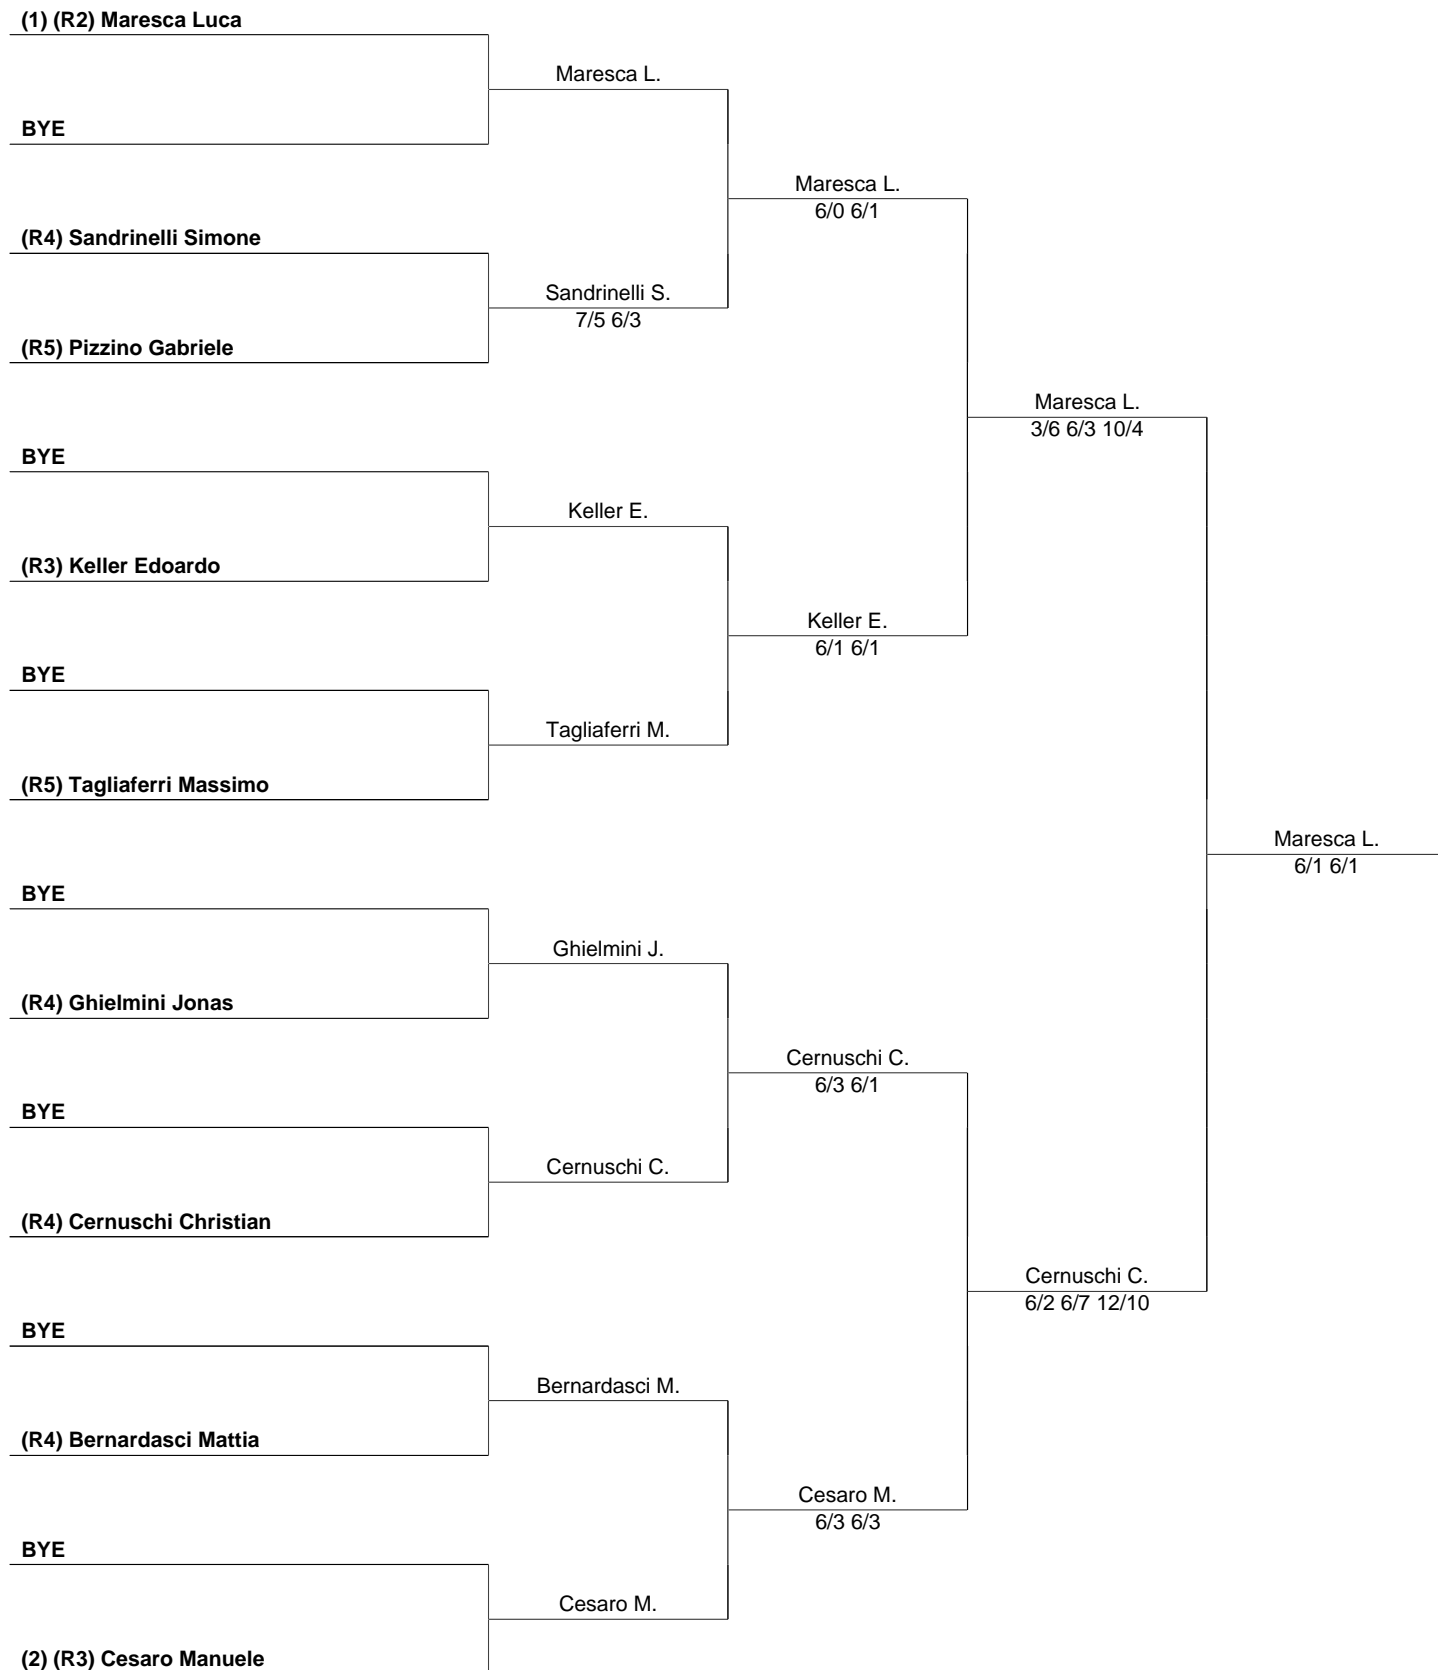 (1) (R2) Maresca Luca
Maresca L.
BYE
Maresca L.
6/0 6/1
(R4) Sandrinelli Simone
Sandrinelli S.
7/5 6/3
(R5) Pizzino Gabriele
Maresca L.
3/6 6/3 10/4
BYE
Keller E.
(R3) Keller Edoardo
Keller E.
6/1 6/1
BYE
Tagliaferri M.
(R5) Tagliaferri Massimo
Maresca L.
6/1 6/1
BYE
Ghielmini J.
(R4) Ghielmini Jonas
Cernuschi C.
6/3 6/1
BYE
Cernuschi C.
(R4) Cernuschi Christian
Cernuschi C.
6/2 6/7 12/10
BYE
Bernardasci M.
(R4) Bernardasci Mattia
Cesaro M.
6/3 6/3
BYE
Cesaro M.
(2) (R3) Cesaro Manuele